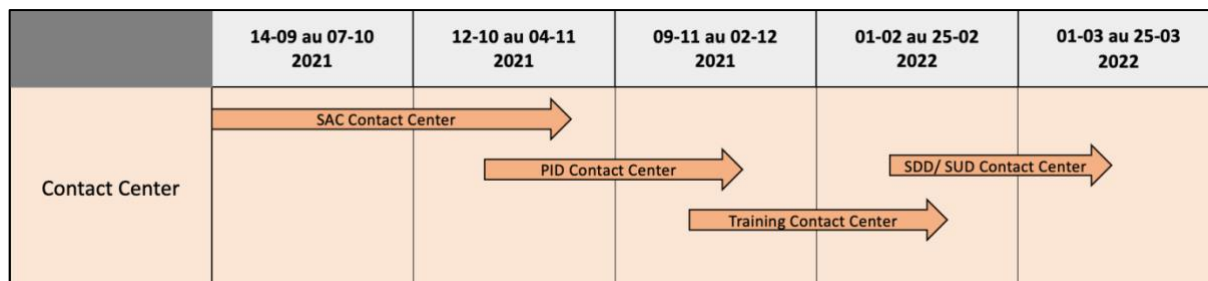 14-09 au 07-10
2021
12-10 au 04-11
2021
09-11 au 02-12
2021
01-02 au 25-02
2022
01-03 au 25-03
2022
Contact Center
SAC Contact Center
PID Contact Center
SDD/ SUD Contact Center
Training Contact Center